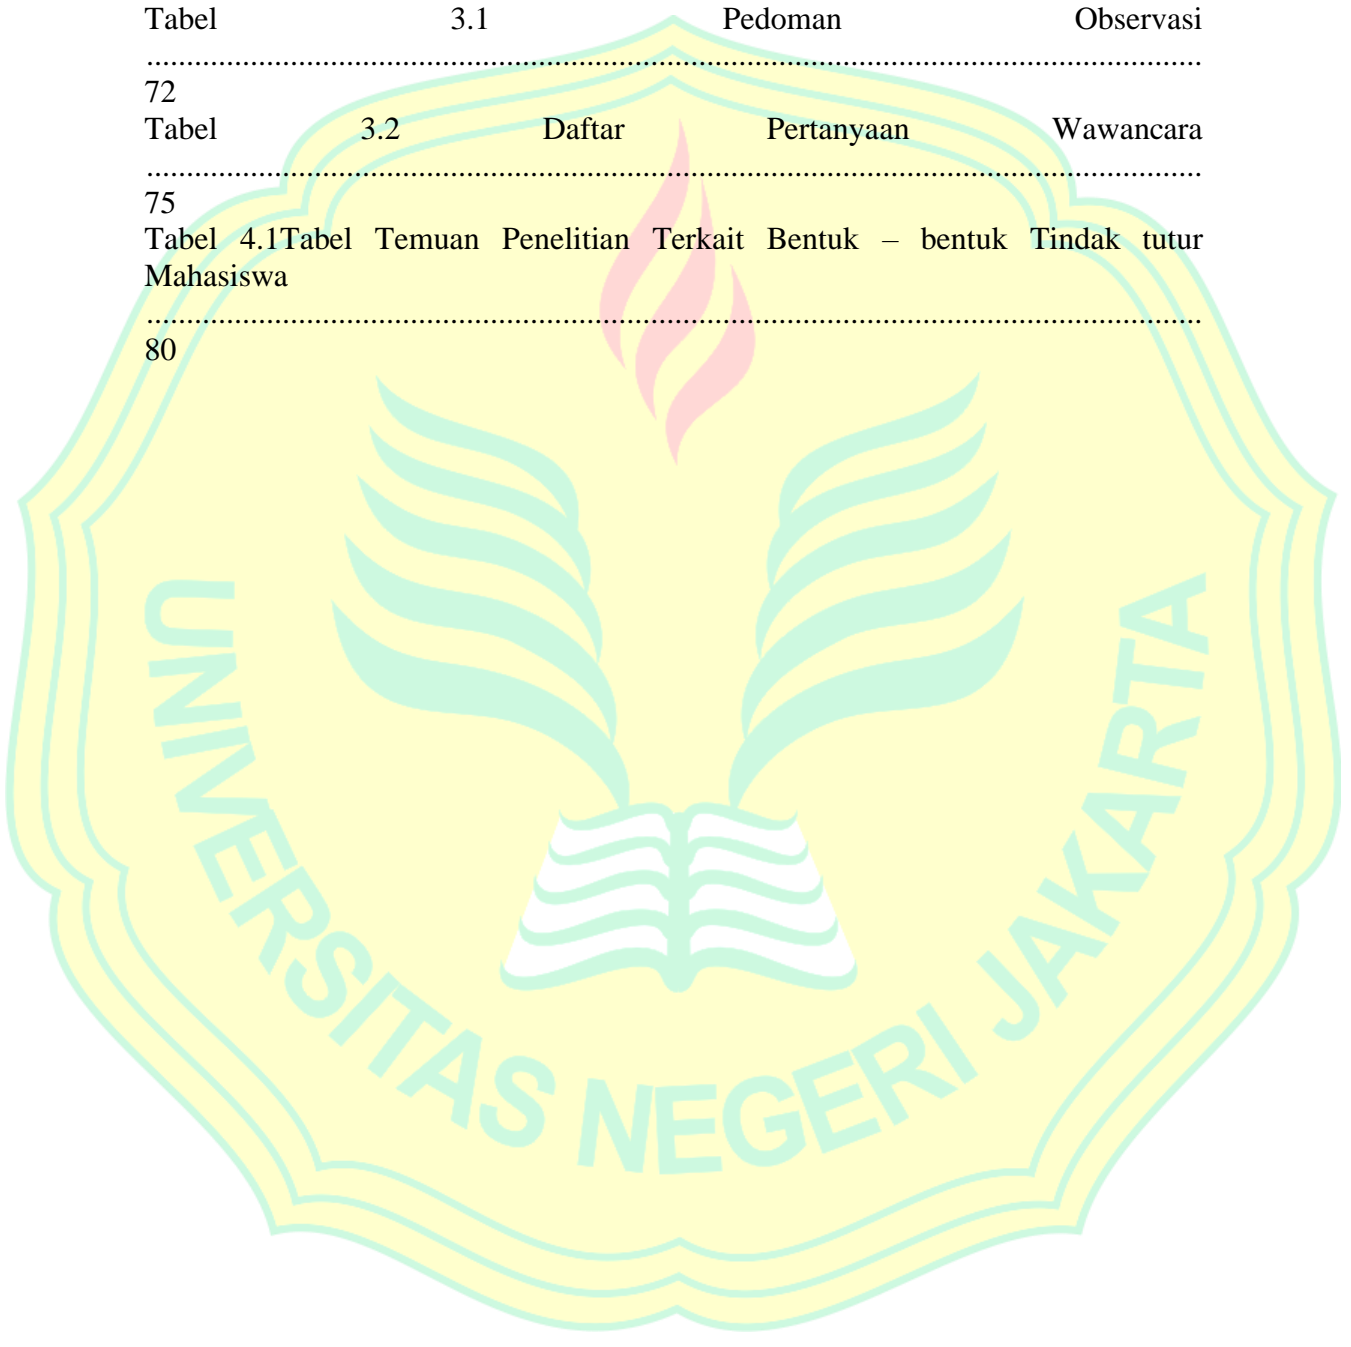 Tabel 3.1 Pedoman Observasi
........................................................................................................................................
72
Tabel 3.2 Daftar Pertanyaan Wawancara
........................................................................................................................................
75
Tabel 4.1Tabel Temuan Penelitian Terkait Bentuk – bentuk Tindak tutur
Mahasiswa
........................................................................................................................................
80
UNIVERSITAS NEGERI JAKARTA